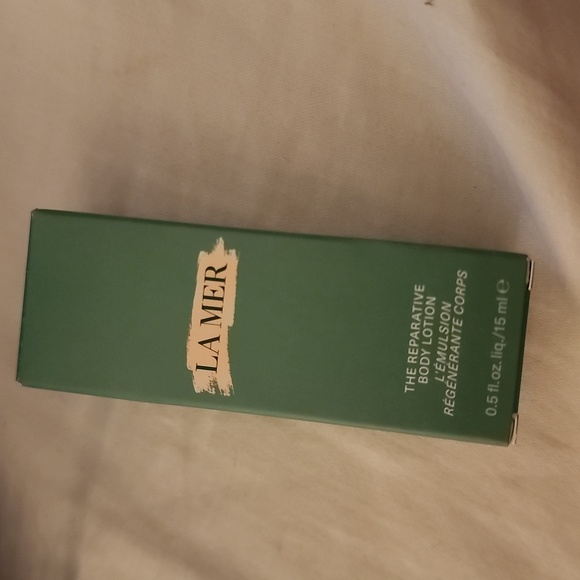 LA MER
THE REPARATIVE
BODY LOTION
L'ÉMULSION
RÉGÉNÉRANTE CORPS
0.5 fl.oz.liq./15 ml ℮